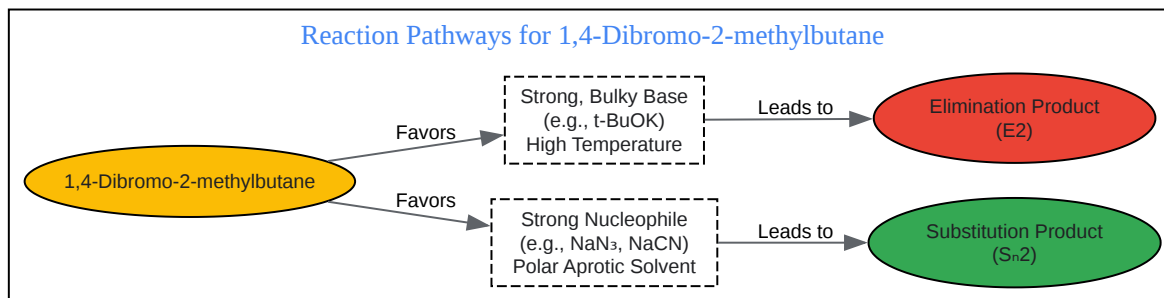 Reaction Pathways for 1,4-Dibromo-2-methylbutane
1,4-Dibromo-2-methylbutane
Favors
Strong, Bulky Base
(e.g., t-BuOK)
High Temperature
Leads to
Elimination Product
(E2)
Favors
Strong Nucleophile
(e.g., NaN₃, NaCN)
Polar Aprotic Solvent
Leads to
Substitution Product
(Sₙ2)